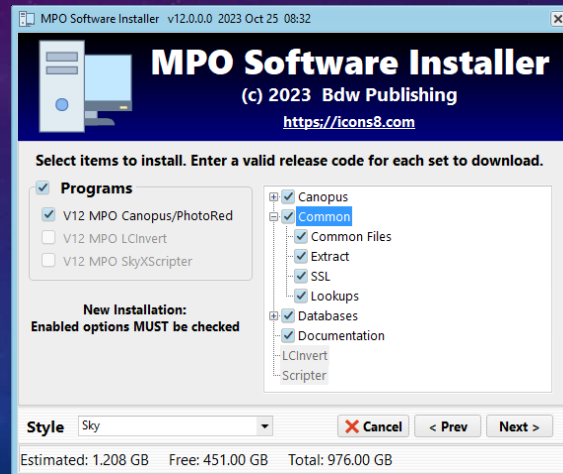 MPO Software Installer v12.0.0.0 2023 Oct 25 08:32
MPO Software Installer
(c) 2023 Bdw Publishing
https://icons8.com
Select items to install. Enter a valid release code for each set to download.
Programs
V12 MPO Canopus/PhotoRed
V12 MPO LCInvert
V12 MPO SkyXScripter
New Installation:
Enabled options MUST be checked
Canopus
Common
Common Files
Extract
SSL
Lookups
Databases
Documentation
LCInvert
Scripter
Style Sky
Cancel < Prev Next >
Estimated: 1.208 GB Free: 451.00 GB Total: 976.00 GB